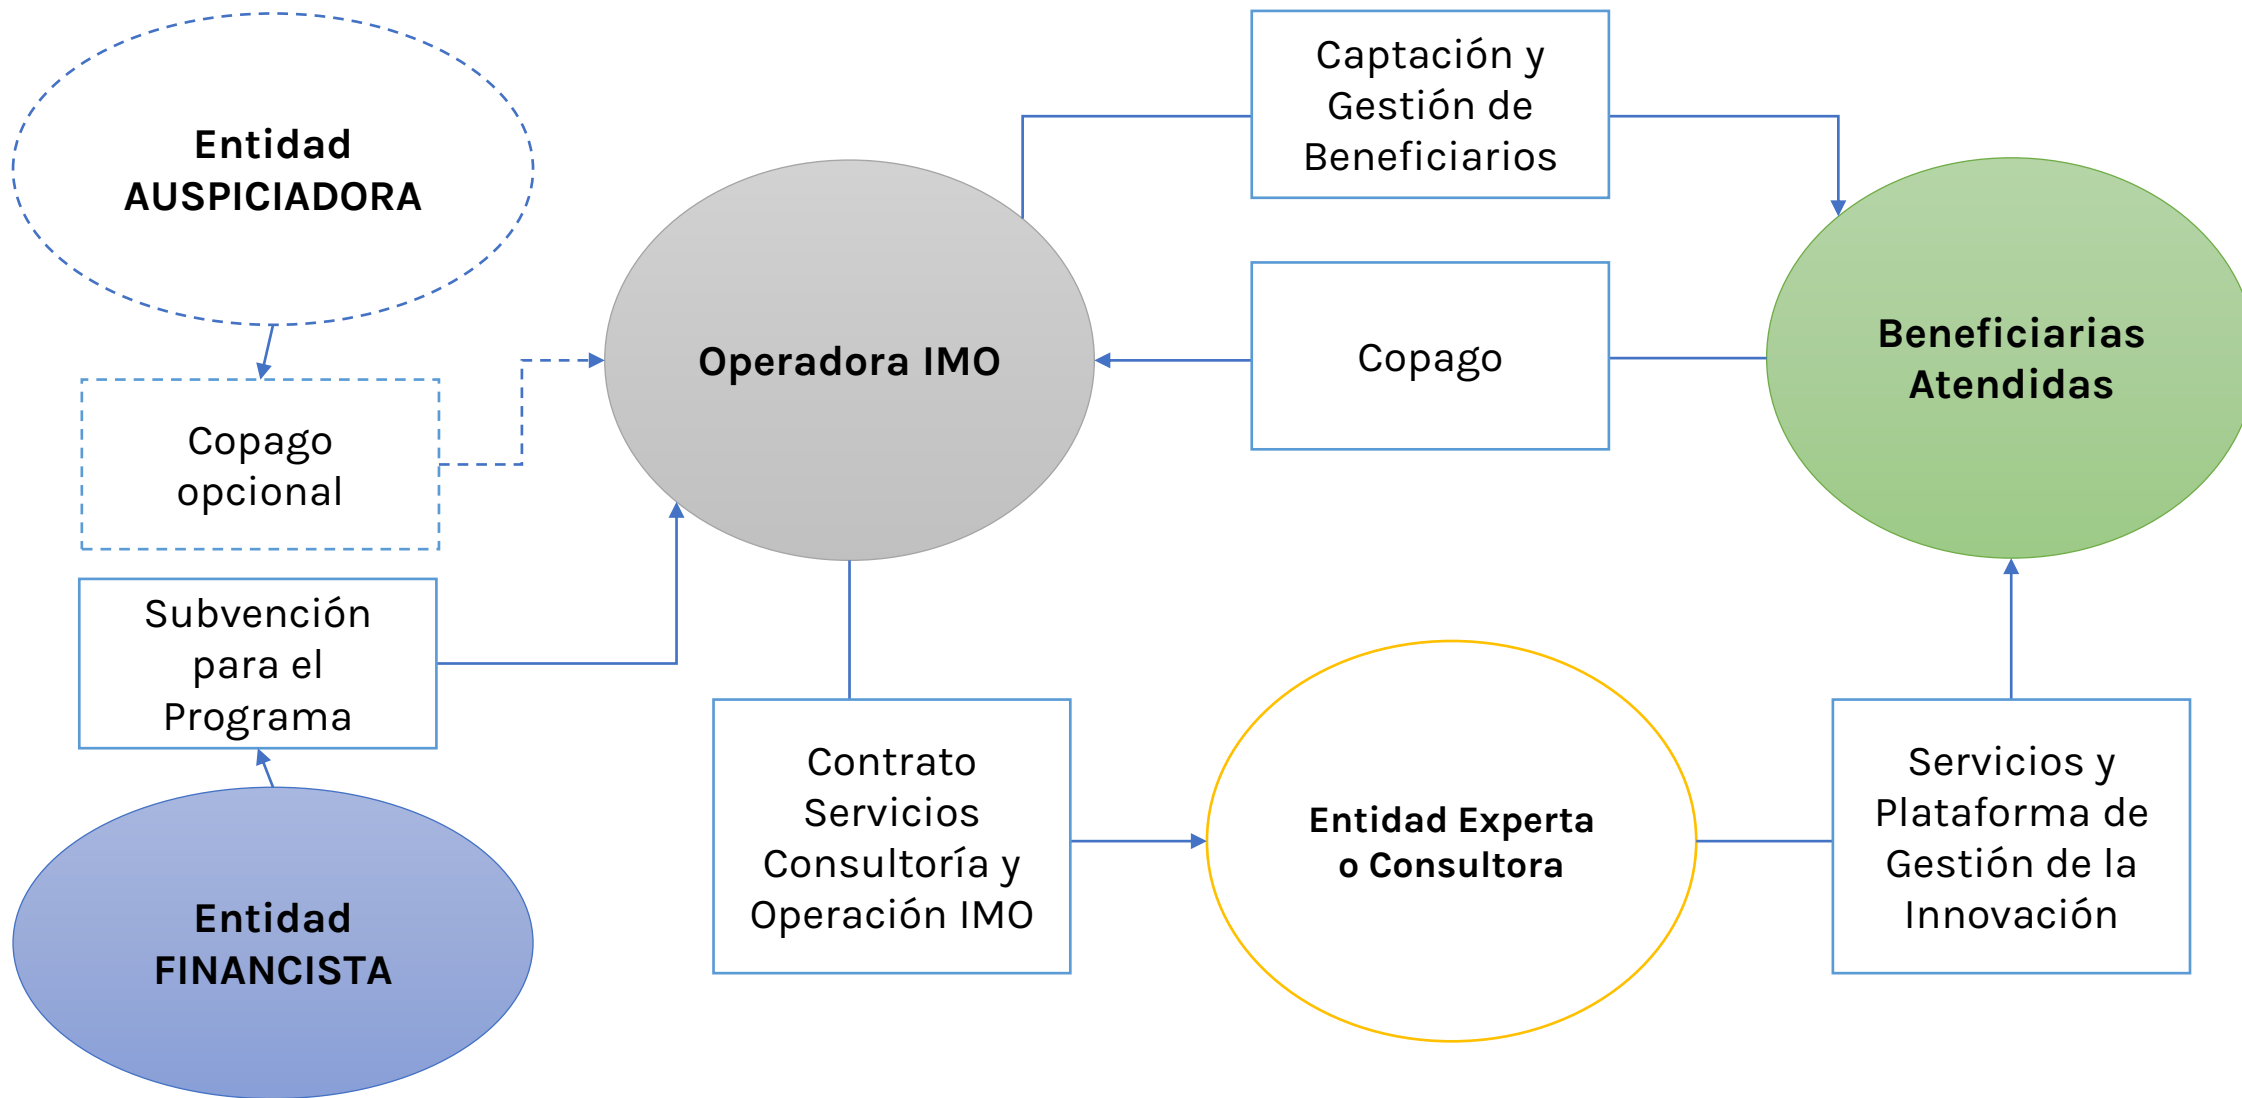 Entidad
AUSPICIADORA
Copago
opcional
Subvención
para el
Programa
Entidad
FINANCISTA
Operadora IMO
Captación y
Gestión de
Beneficiarios
Copago
Beneficiarias
Atendidas
Contrato
Servicios
Consultoría y
Operación IMO
Entidad Experta
o Consultora
Servicios y
Plataforma de
Gestión de la
Innovación